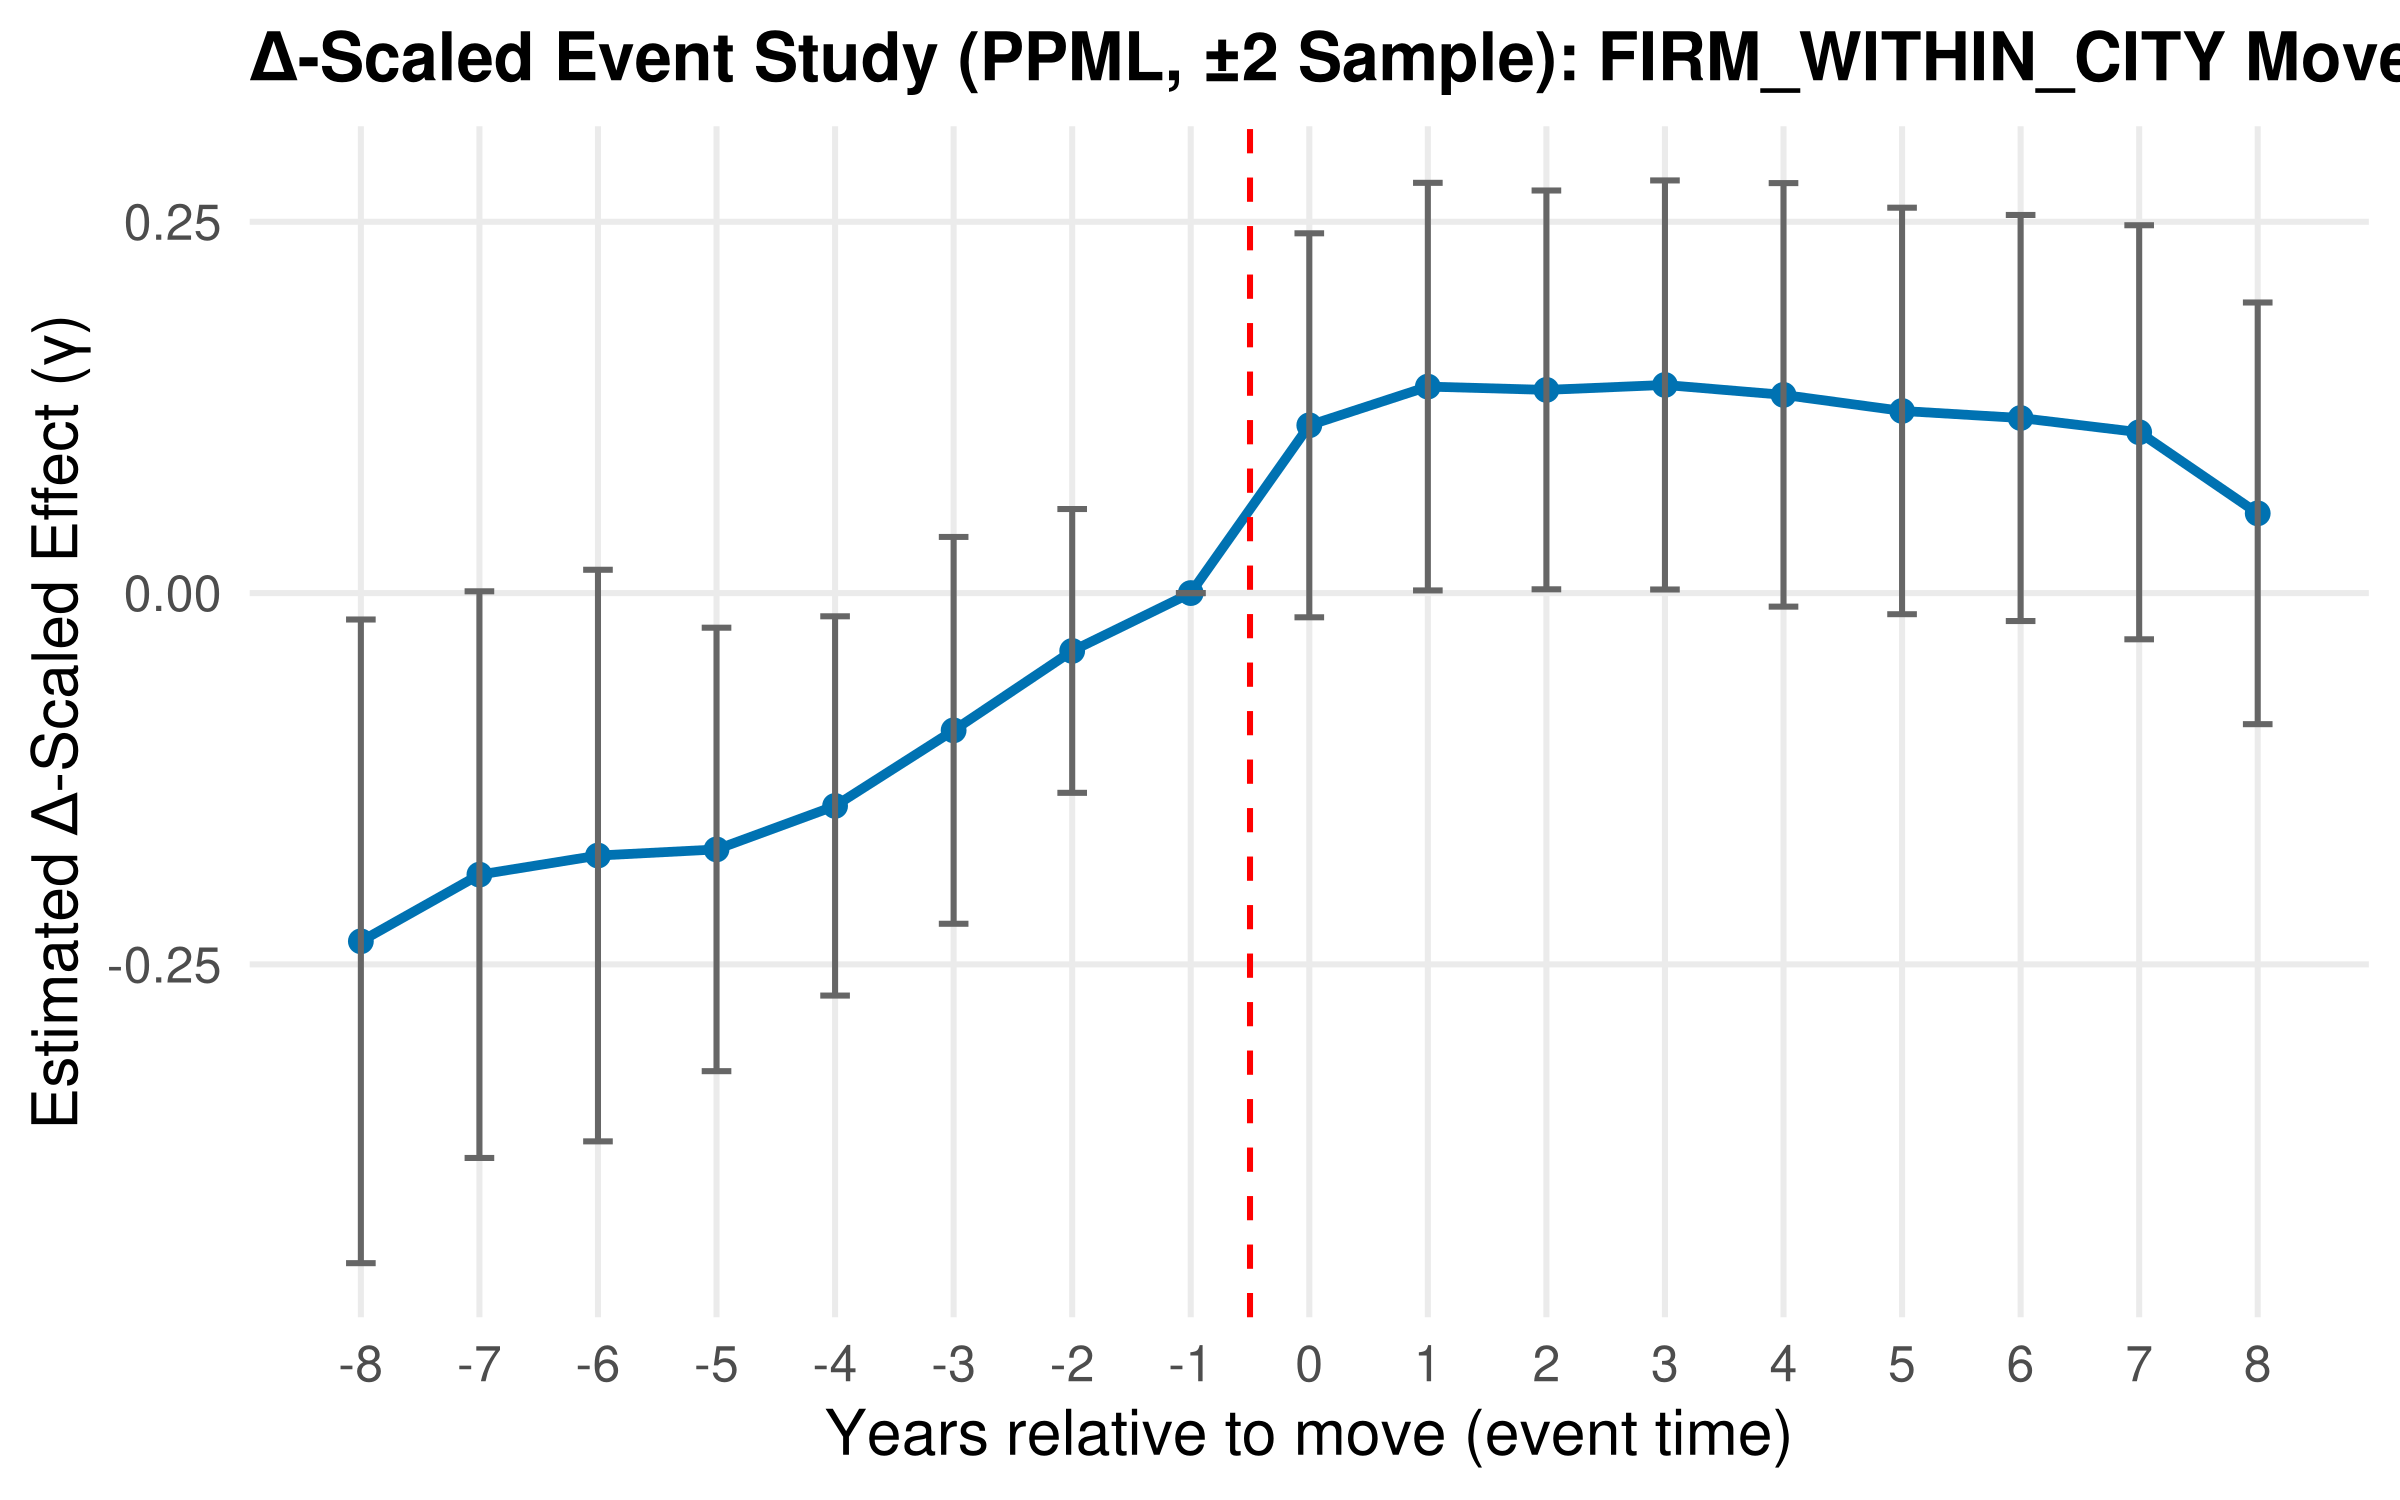 Δ-Scaled Event Study (PPML, ±2 Sample): FIRM_WITHIN_CITY Move
Estimated Δ-Scaled Effect (γ)
0.25
0.00
-0.25
-8 -7 -6 -5 -4 -3 -2 -1 0 1 2 3 4 5 6 7 8
Years relative to move (event time)